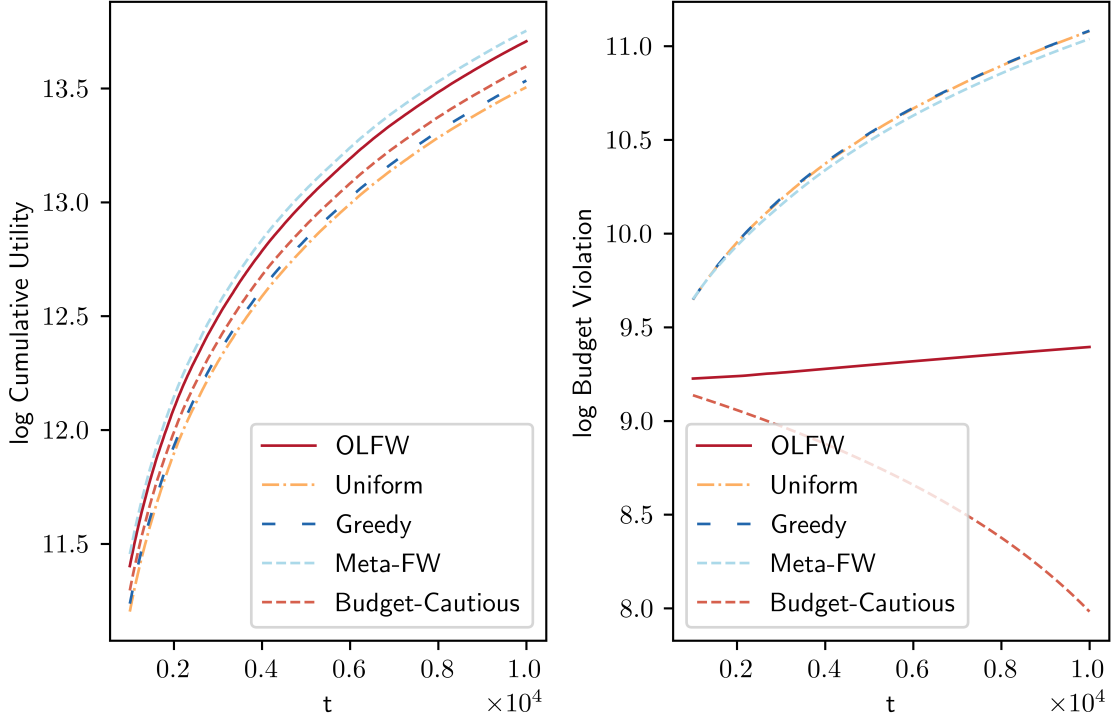 log Cumulative Utility
13.5
13.0
12.5
12.0
11.5
OLFW
Uniform
Greedy
Meta-FW
Budget-Cautious
0.2
0.4
0.6
0.8
1.0
t
×10⁴
log Budget Violation
11.0
10.5
10.0
9.5
9.0
8.5
8.0
OLFW
Uniform
Greedy
Meta-FW
Budget-Cautious
0.2
0.4
0.6
0.8
1.0
t
×10⁴